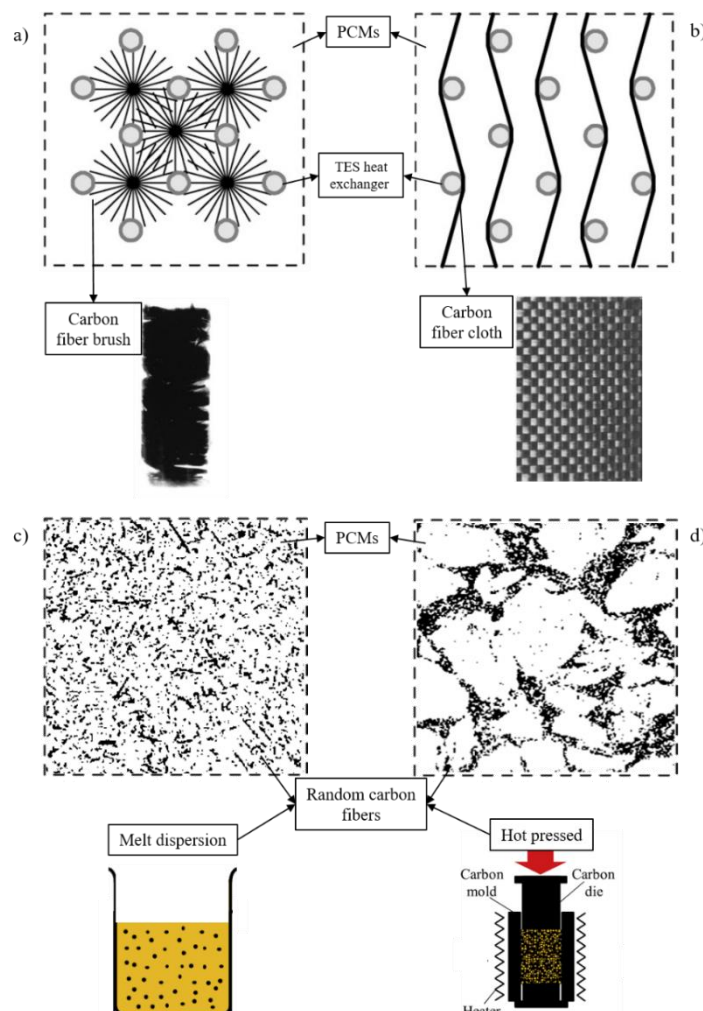 a)
PCMs
b)
TES heat
exchanger
Carbon
fiber brush
Carbon
fiber cloth
c)
PCMs
d)
Random carbon
fibers
Melt dispersion
Hot pressed
Carbon
mold
Carbon
die
Heater